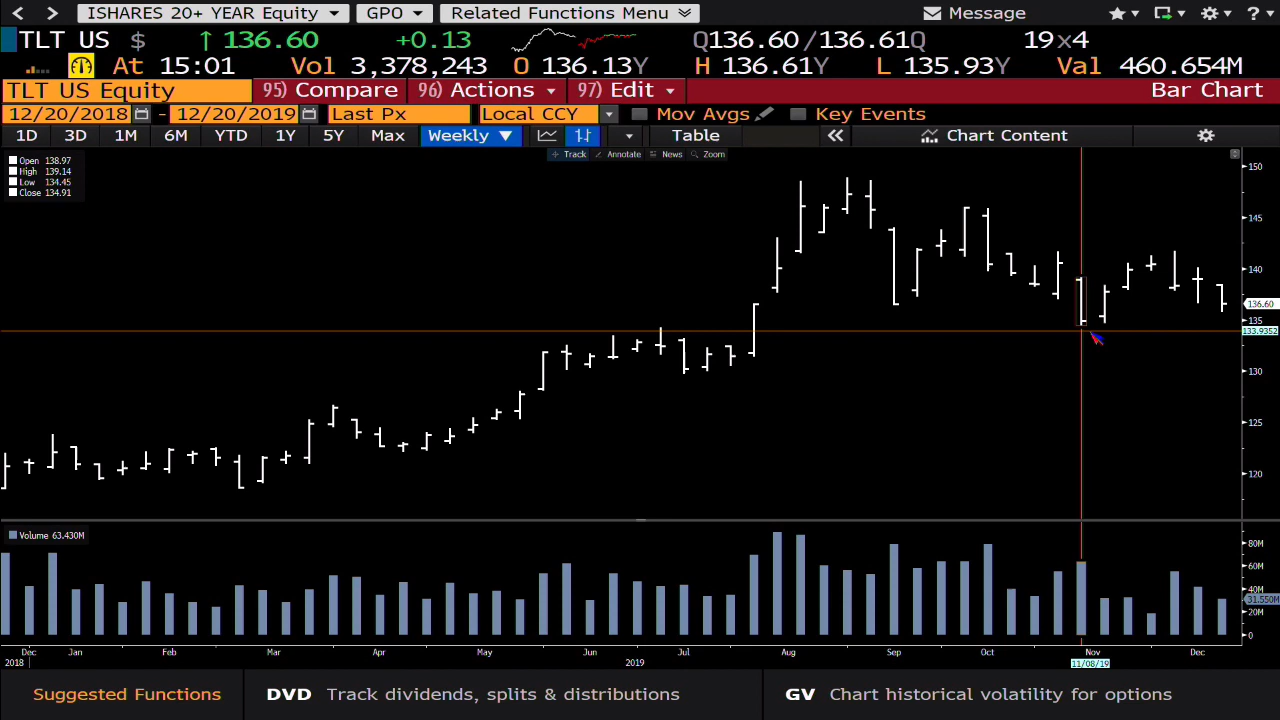 ISHARES 20+ YEAR Equity GPO Related Functions Menu Message ?
TLT US $ ↑ 136.60 +0.13 Q136.60 /136.61Q 19x4
At 15:01 Vol 3,378,243 O 136.13Y H 136.61Y L 135.93Y Val 460.654M
TLT US Equity 95) Compare 96) Actions 97) Edit Bar Chart
12/20/2018 - 12/20/2019 Last Px Local CCY Mov Avgs Key Events
1D 3D 1M 6M YTD 1Y 5Y Max Weekly ▼ Table « Chart Content
Track Annotate News Zoom
Open 138.97
High 139.14
Low 134.45
Close 134.91
150
145
140
136.60
135
133.9352
130
125
120
Volume 63.430M
80M
60M
40M
31.550M
20M
0
Dec Jan Feb Mar Apr May Jun Jul Aug Sep Oct Nov Dec
2018 2019 11/08/19
Suggested Functions DVD Track dividends, splits & distributions GV Chart historical volatility for options